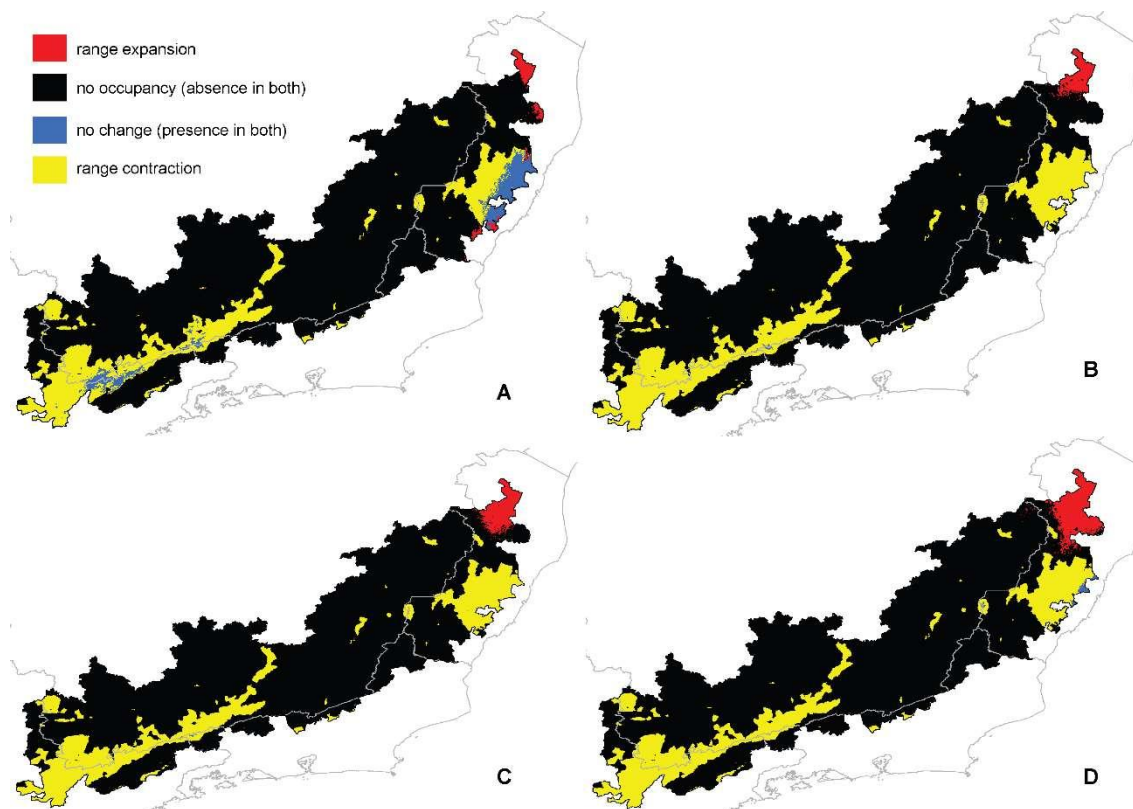 range expansion
no occupancy (absence in both)
no change (presence in both)
range contraction
A
B
C
D